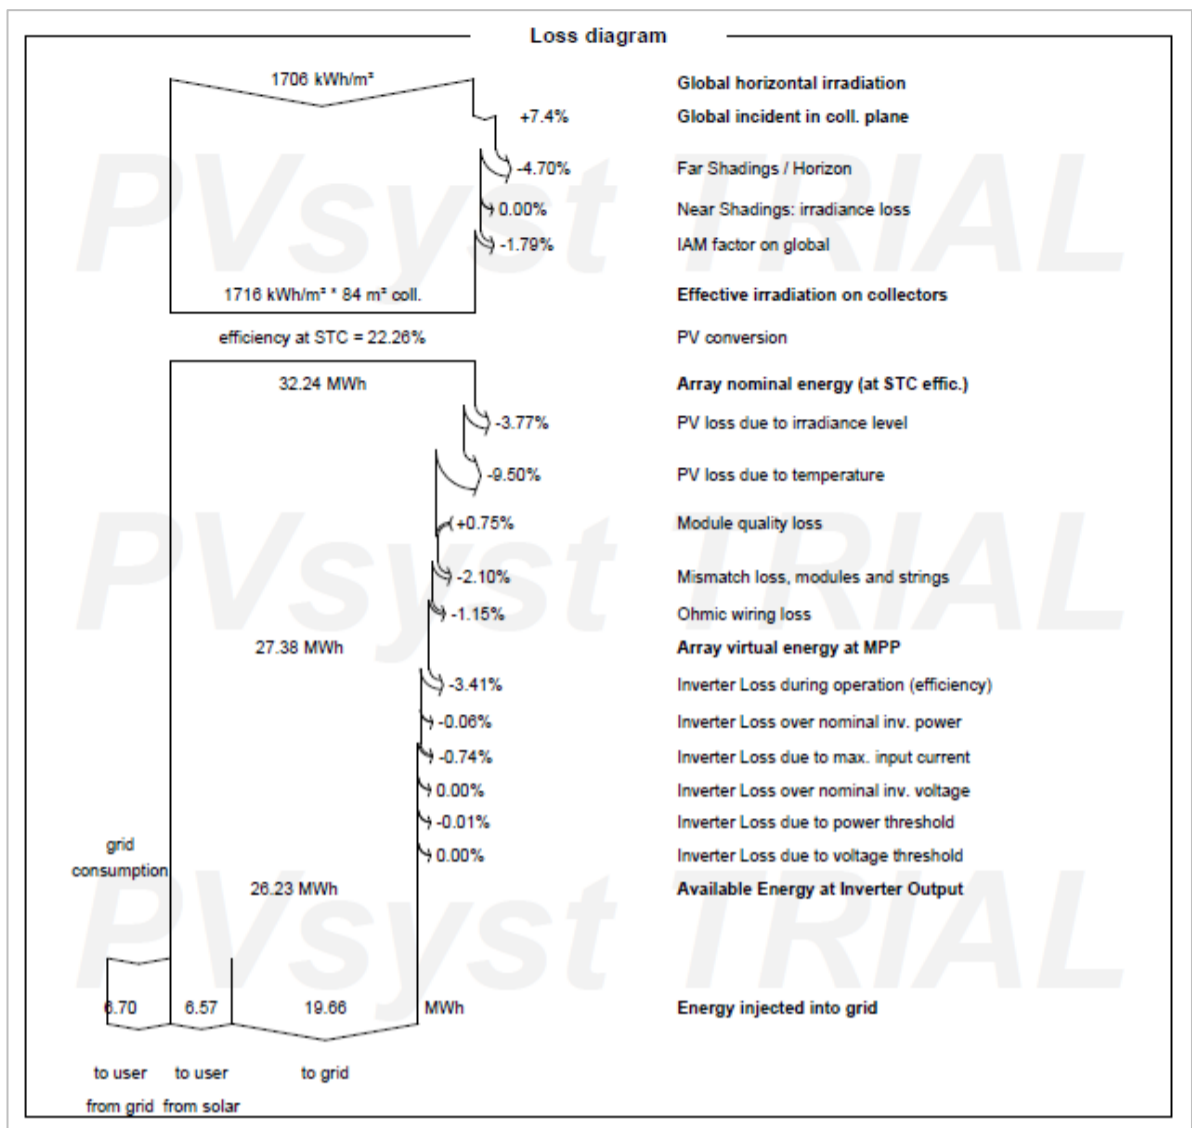 Loss diagram
1706 kWh/m² Global horizontal irradiation
+7.4% Global incident in coll. plane
-4.70% Far Shadings / Horizon
0.00% Near Shadings: irradiance loss
-1.79% IAM factor on global
1716 kWh/m² * 84 m² coll. Effective irradiation on collectors
efficiency at STC = 22.26% PV conversion
32.24 MWh Array nominal energy (at STC effic.)
-3.77% PV loss due to irradiance level
-9.50% PV loss due to temperature
+0.75% Module quality loss
-2.10% Mismatch loss, modules and strings
-1.15% Ohmic wiring loss
27.38 MWh Array virtual energy at MPP
-3.41% Inverter Loss during operation (efficiency)
-0.06% Inverter Loss over nominal inv. power
-0.74% Inverter Loss due to max. input current
0.00% Inverter Loss over nominal inv. voltage
-0.01% Inverter Loss due to power threshold
grid
consumption
0.00% Inverter Loss due to voltage threshold
26.23 MWh Available Energy at Inverter Output
6.70 6.57 19.66 MWh Energy injected into grid
to user to user to grid
from grid from solar
PVsyst TRIAL
PVsyst TRIAL
PVsyst TRIAL